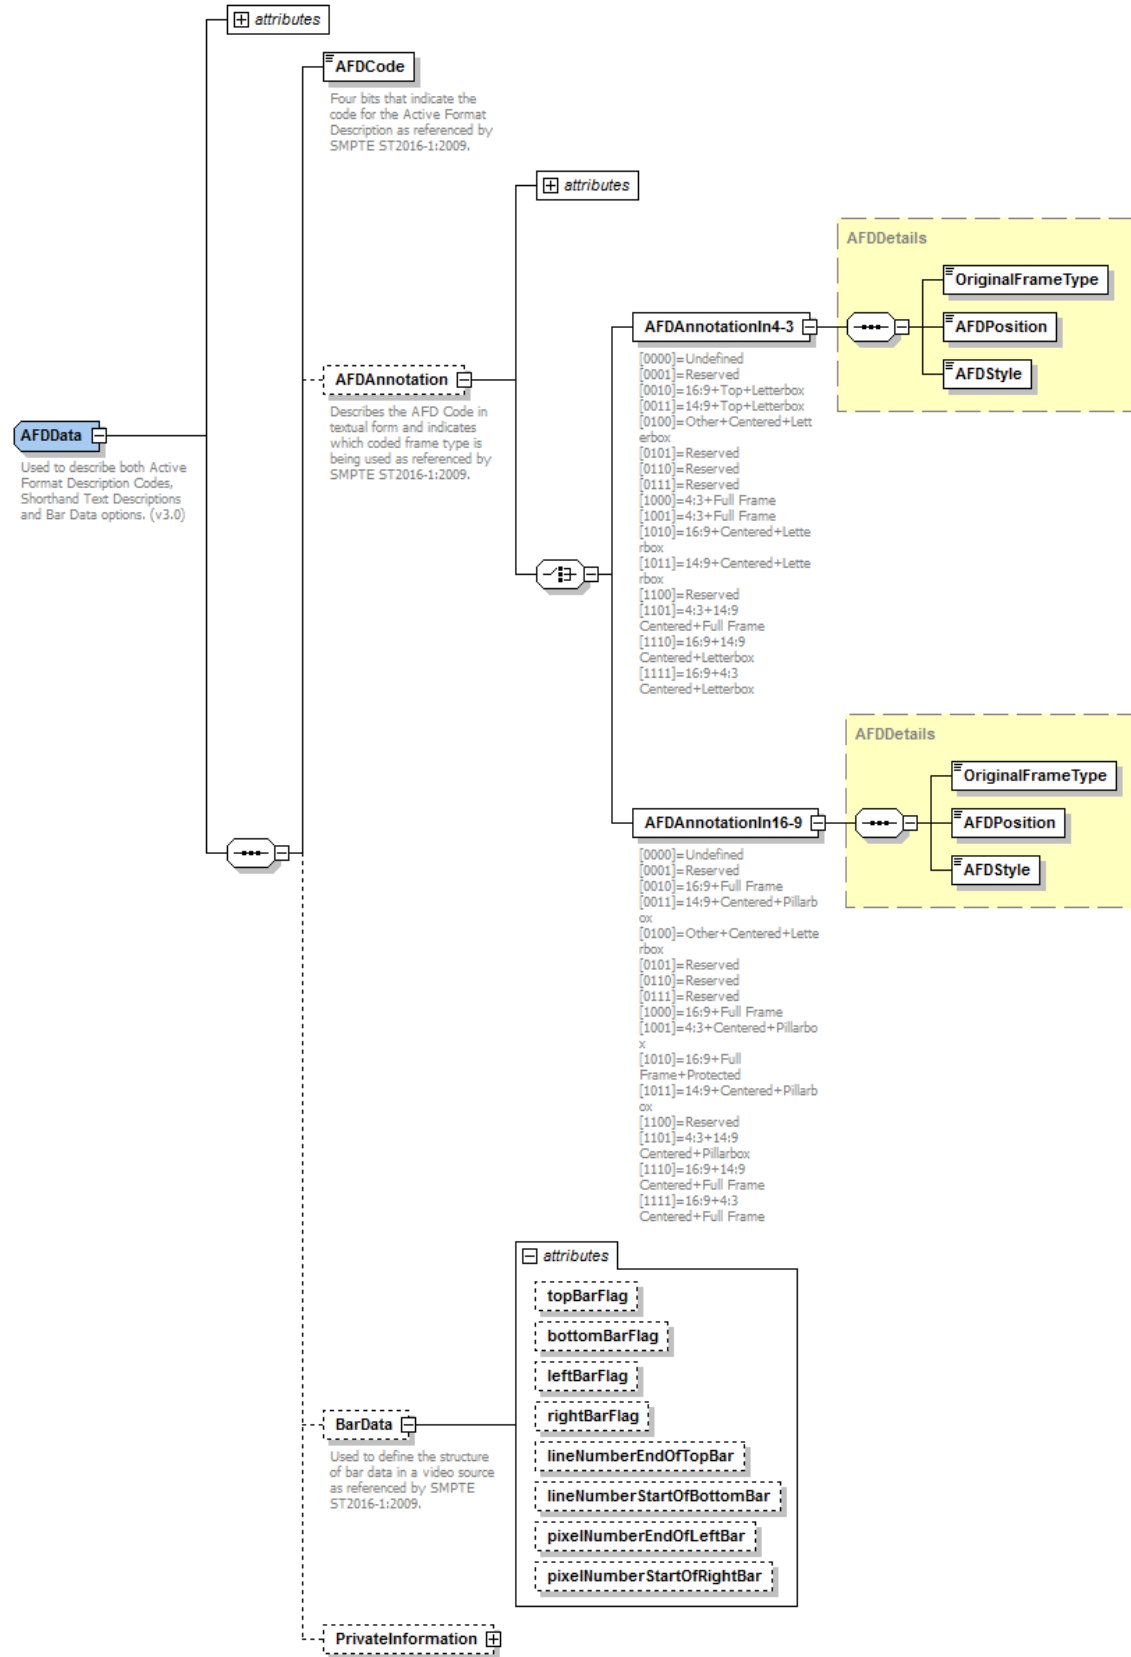 attributes
AFDCode
Four bits that indicate the
code for the Active Format
Description as referenced by
SMPTE ST2016-1:2009.
attributes
AFDDetails
OriginalFrameType
AFDPosition
AFDStyle
AFDAnnotationIn4-3
[0000]=Undefined
[0001]=Reserved
[0010]=16:9+Top+Letterbox
[0011]=14:9+Top+Letterbox
[0100]=Other+Centered+Lett
erbox
[0101]=Reserved
[0110]=Reserved
[0111]=Reserved
[1000]=4:3+Full Frame
[1001]=4:3+Full Frame
[1010]=16:9+Centered+Lette
rbox
[1011]=14:9+Centered+Lette
rbox
[1100]=Reserved
[1101]=4:3+14:9
Centered+Full Frame
[1110]=16:9+14:9
Centered+Letterbox
[1111]=16:9+4:3
Centered+Letterbox
AFDAnnotation
Describes the AFD Code in
textual form and indicates
which coded frame type is
being used as referenced by
SMPTE ST2016-1:2009.
AFDData
Used to describe both Active
Format Description Codes,
Shorthand Text Descriptions
and Bar Data options. (v3.0)
AFDDetails
OriginalFrameType
AFDPosition
AFDStyle
AFDAnnotationIn16-9
[0000]=Undefined
[0001]=Reserved
[0010]=16:9+Full Frame
[0011]=14:9+Centered+Pillarb
ox
[0100]=Other+Centered+Lette
rbox
[0101]=Reserved
[0110]=Reserved
[0111]=Reserved
[1000]=16:9+Full Frame
[1001]=4:3+Centered+Pillarbo
x
[1010]=16:9+Full
Frame+Protected
[1011]=14:9+Centered+Pillarb
ox
[1100]=Reserved
[1101]=4:3+14:9
Centered+Pillarbox
[1110]=16:9+14:9
Centered+Full Frame
[1111]=16:9+4:3
Centered+Full Frame
attributes
topBarFlag
bottomBarFlag
leftBarFlag
rightBarFlag
lineNumberEndOfTopBar
lineNumberStartOfBottomBar
pixelNumberEndOfLeftBar
pixelNumberStartOfRightBar
BarData
Used to define the structure
of bar data in a video source
as referenced by SMPTE
ST2016-1:2009.
PrivateInformation